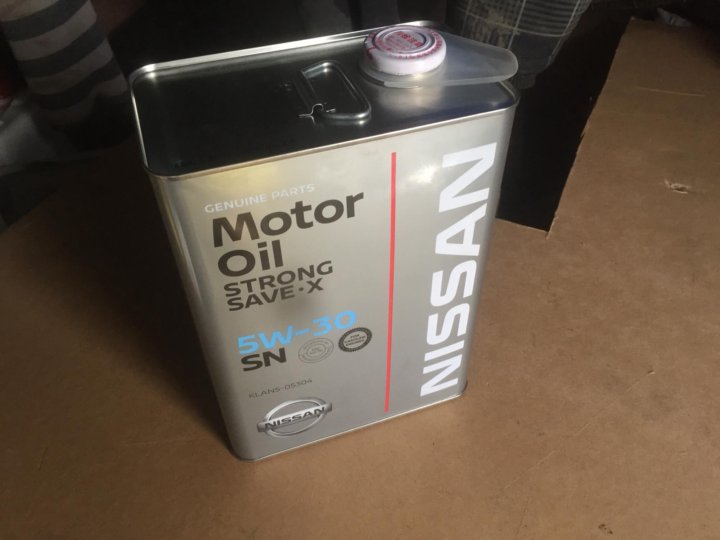 GENUINE PARTS
Motor
Oil
STRONG
SAVE·X
5W-30
SN
KLAN5-05304
NISSAN
NISSAN